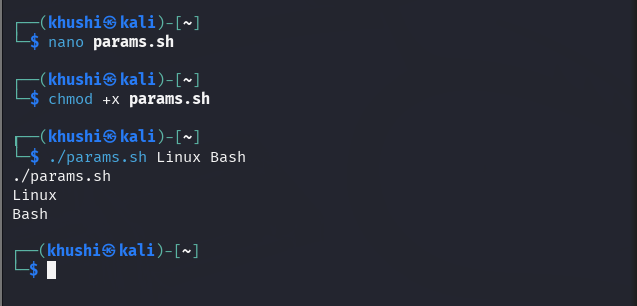 ┌──(khushi㉿kali)-[~]
└─$ nano params.sh
┌──(khushi㉿kali)-[~]
└─$ chmod +x params.sh
┌──(khushi㉿kali)-[~]
└─$ ./params.sh Linux Bash
./params.sh
Linux
Bash
┌──(khushi㉿kali)-[~]
└─$